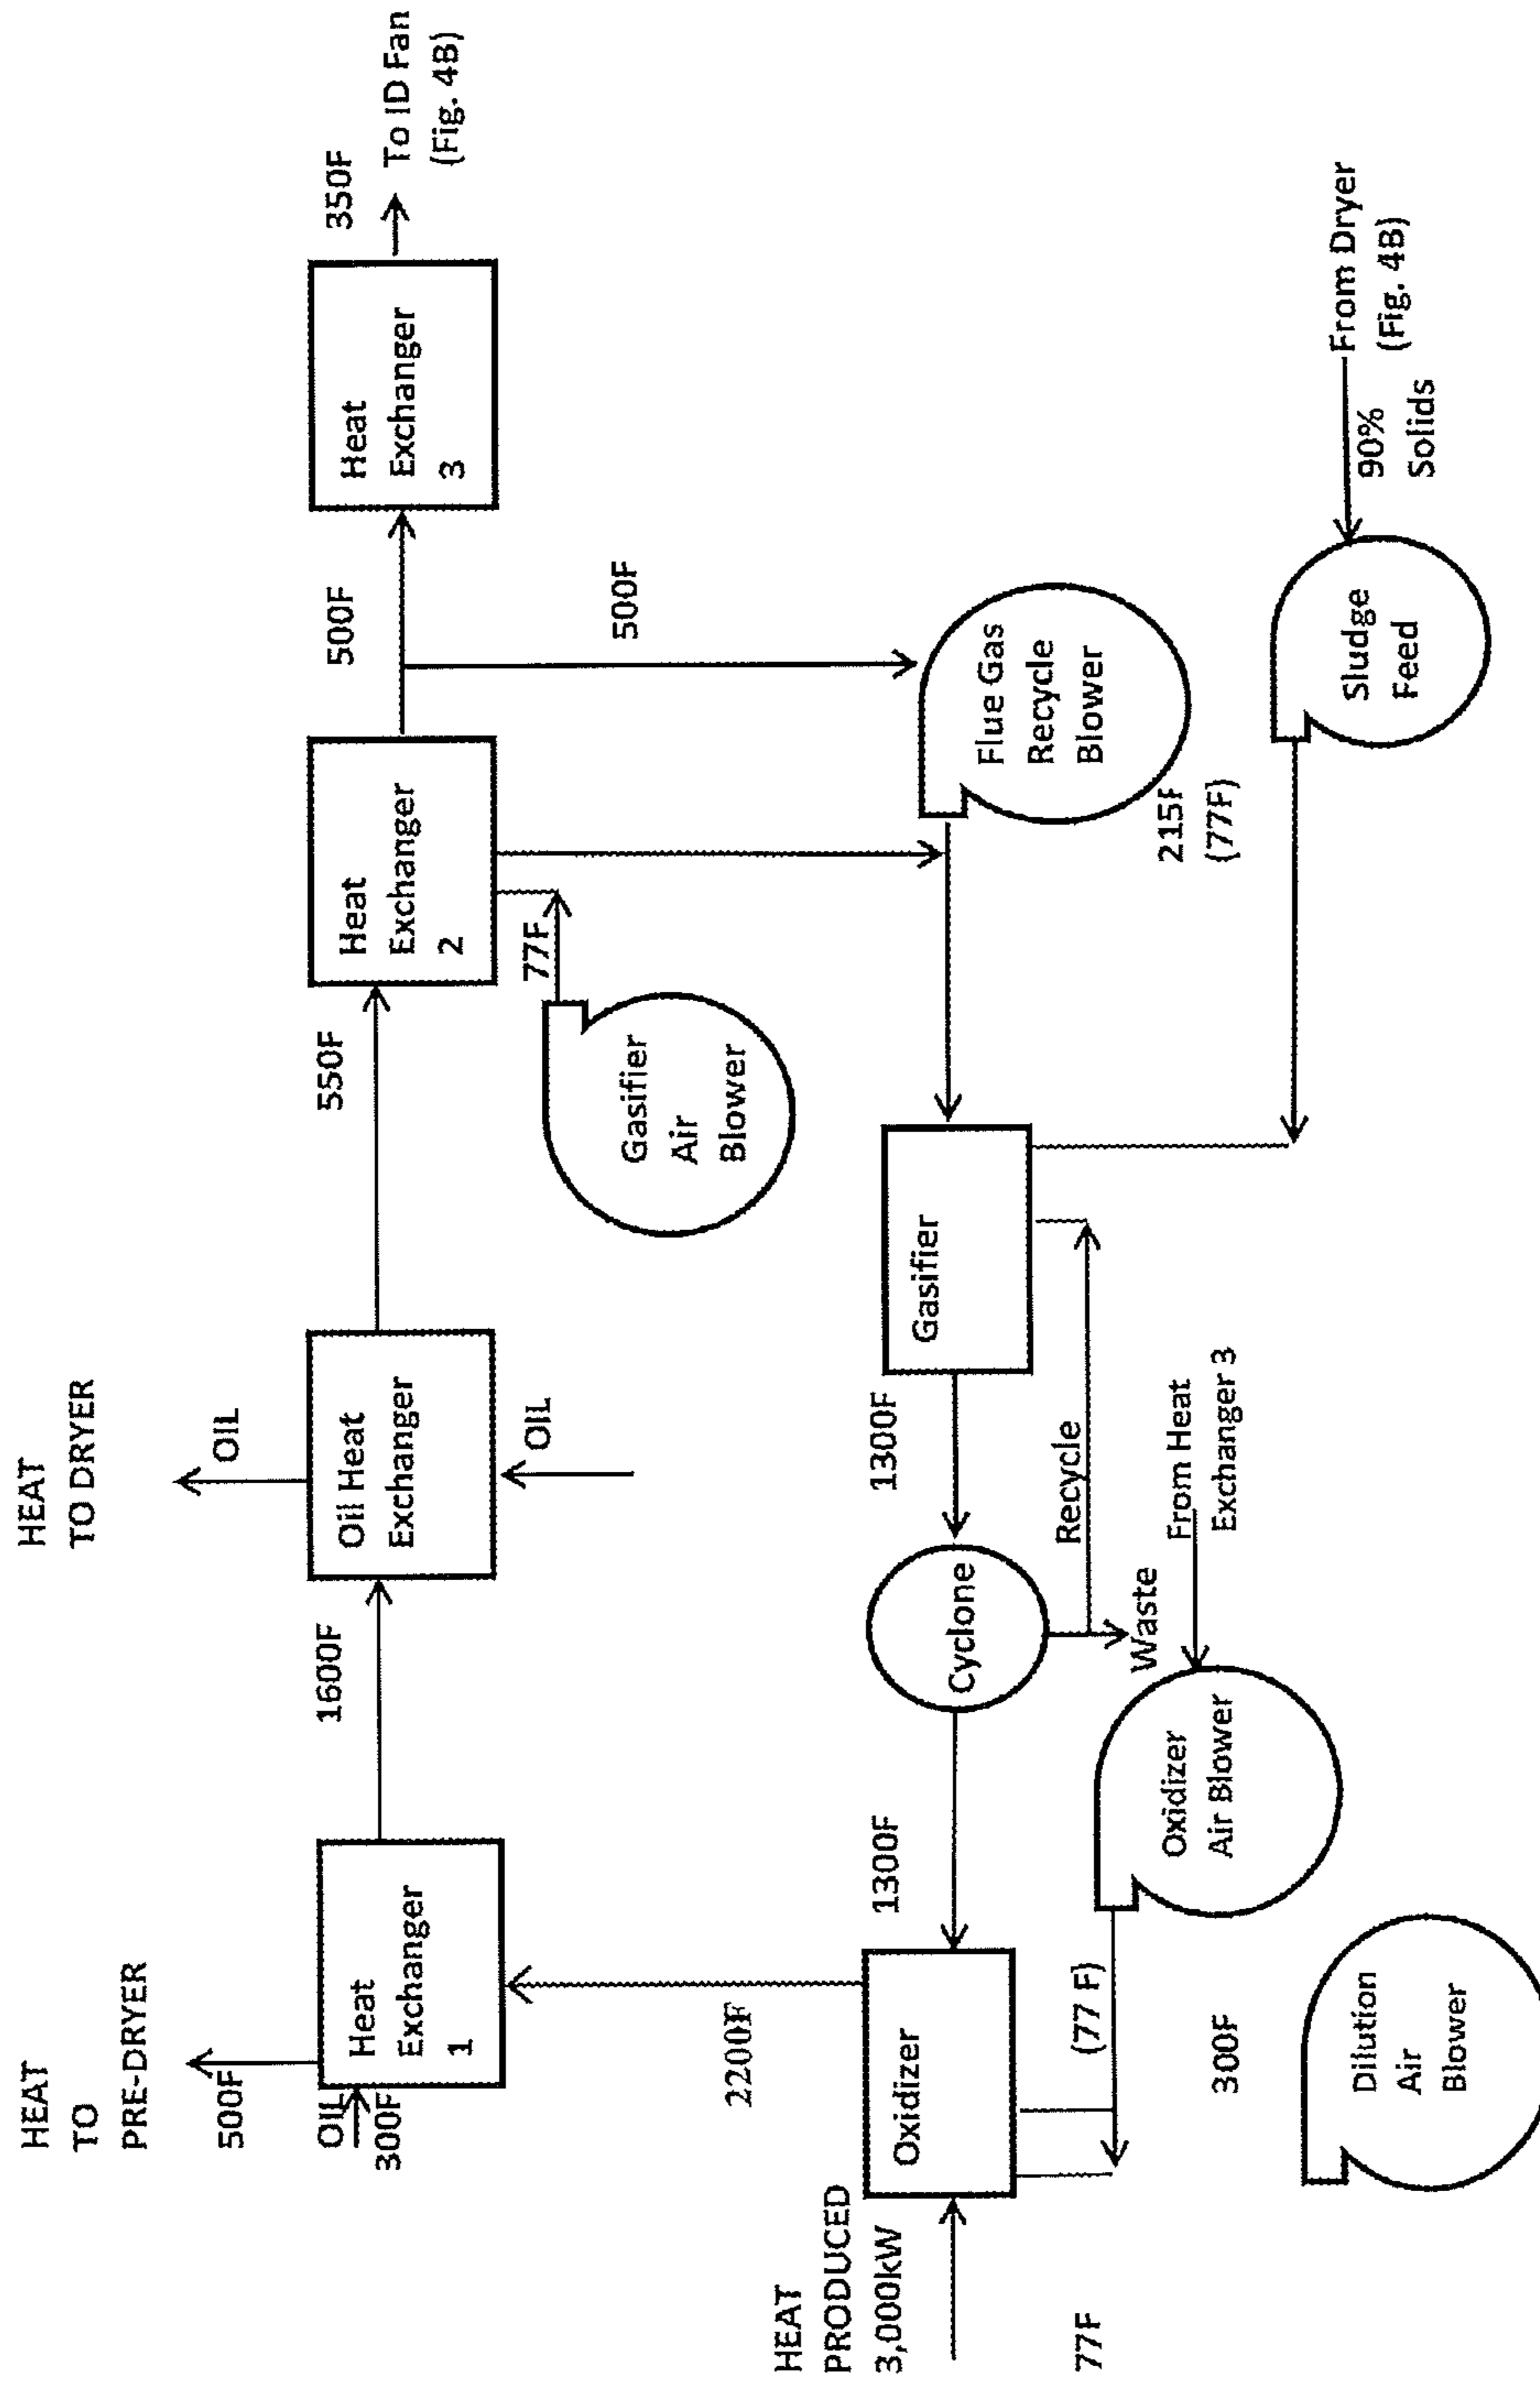 HEAT
TO
PRE-DRYER
500F
OIL
300F
Heat
Exchanger
1
1600F
HEAT
TO DRYER
OIL
Oil Heat
Exchanger
OIL
550F
Heat
Exchanger
2
500F
Heat
Exchanger
3
350F
To ID Fan
(Fig. 4B)
500F
77F
Gasifier
Air
Blower
Flue Gas
Recycle
Blower
215F
(77F)
2200F
HEAT
PRODUCED
3,000kW
77F
Oxidizer
1300F
Cyclone
1300F
Gasifier
Recycle
Waste
From Heat
Exchanger 3
(77 F)
300F
Oxidizer
Air Blower
Dilution
Air
Blower
Sludge
Feed
From Dryer
(Fig. 4B)
90%
Solids